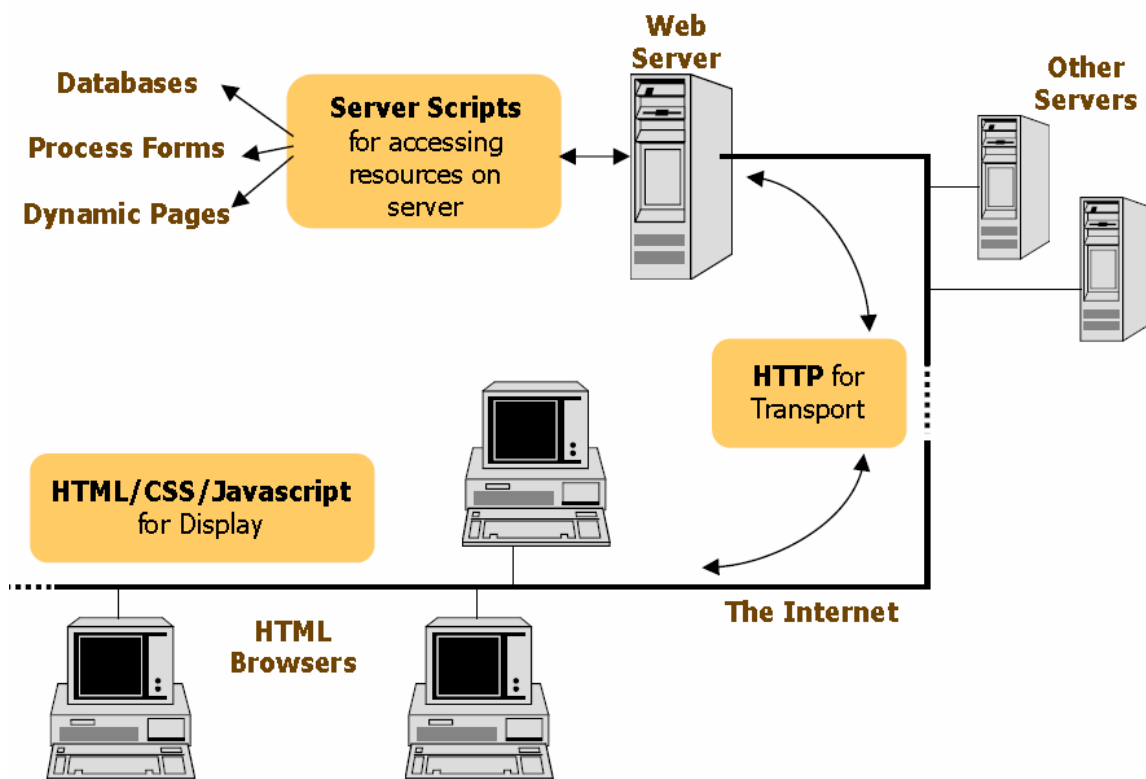 Web
Server
Other
Servers
Databases
Process Forms
Dynamic Pages
Server Scripts
for accessing
resources on
server
HTTP for
Transport
HTML/CSS/Javascript
for Display
The Internet
HTML
Browsers